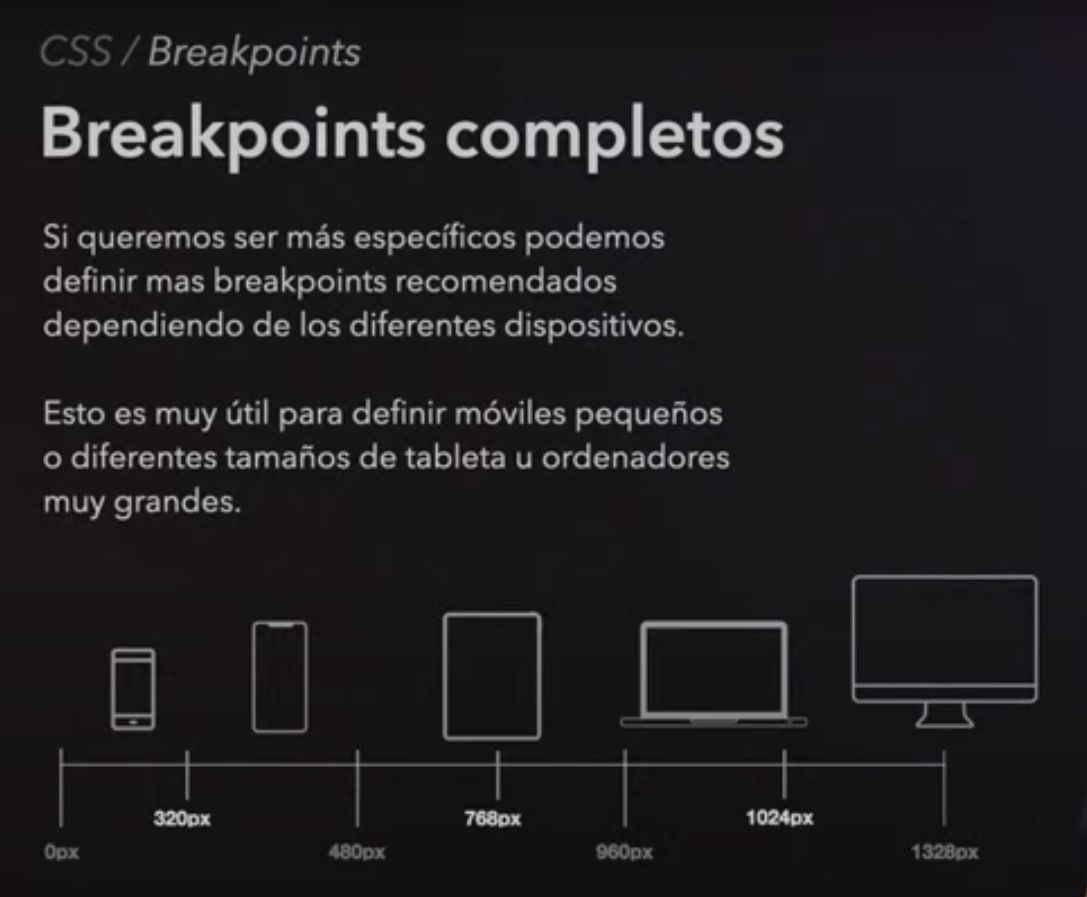 CSS / Breakpoints
Breakpoints completos
Si queremos ser más específicos podemos
definir mas breakpoints recomendados
dependiendo de los diferentes dispositivos.
Esto es muy útil para definir móviles pequeños
o diferentes tamaños de tableta u ordenadores
muy grandes.
320px 768px 1024px
0px 480px 960px 1328px